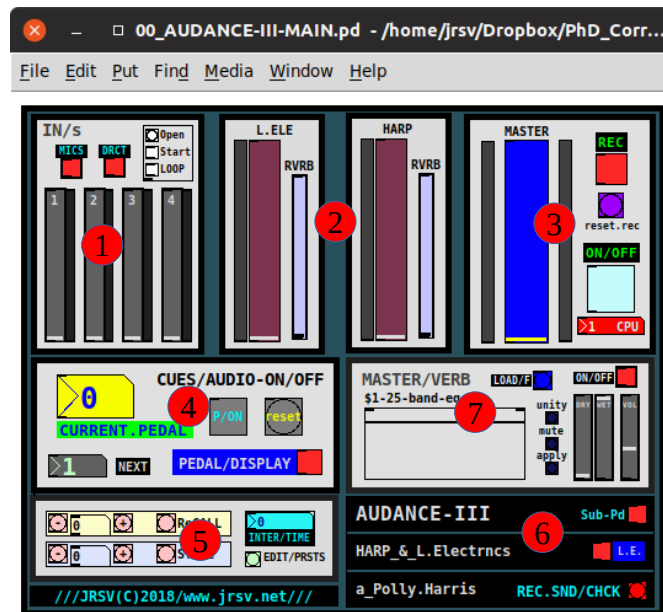 00_AUDANCE-III-MAIN.pd - /home/jrsv/Dropbox/PhD_Corr...
File Edit Put Find Media Window Help
IN/s
MICS DRCT
Open
Start
LOOP
1 2 3 4
1
L.ELE
RVRB
2
HARP
RVRB
MASTER
3
REC
reset.rec
ON/OFF
1 CPU
CUES/AUDIO-ON/OFF
0
4
P/ON
reset
CURRENT.PEDAL
1
NEXT
PEDAL/DISPLAY
MASTER/VERB
LOAD/F
ON/OFF
$1-25-band-eq
7
unity
mute
apply
DRY WET VOL
- 0 + ReCALL
- 0 +
5
0
INTER/TIME
EDIT/PRSTS
///JRSV(C)2018/www.jrsv.net///
AUDANCE-III
Sub-Pd
6
HARP_&_L.Electrncs
L.E.
a_Polly.Harris
REC.SND/CHCK